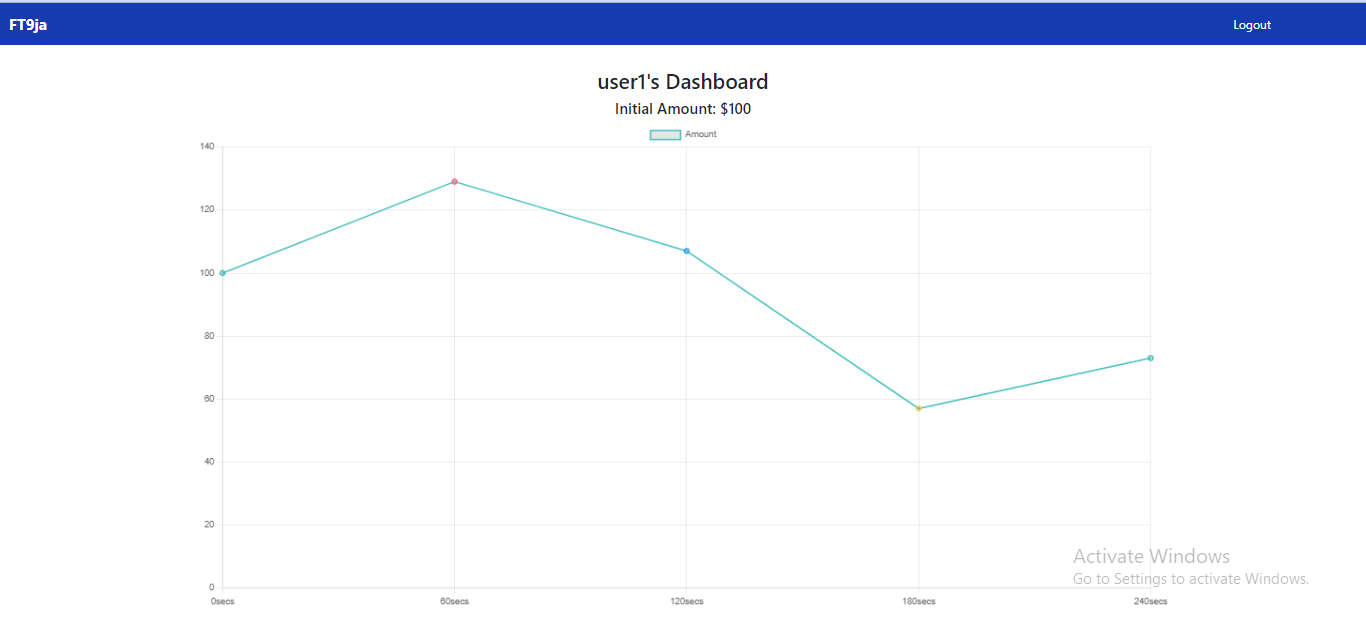 FT9ja
Logout
user1's Dashboard
Initial Amount: $100
Amount
140
120
100
80
60
40
20
0
0secs
60secs
120secs
180secs
240secs
Activate Windows
Go to Settings to activate Windows.